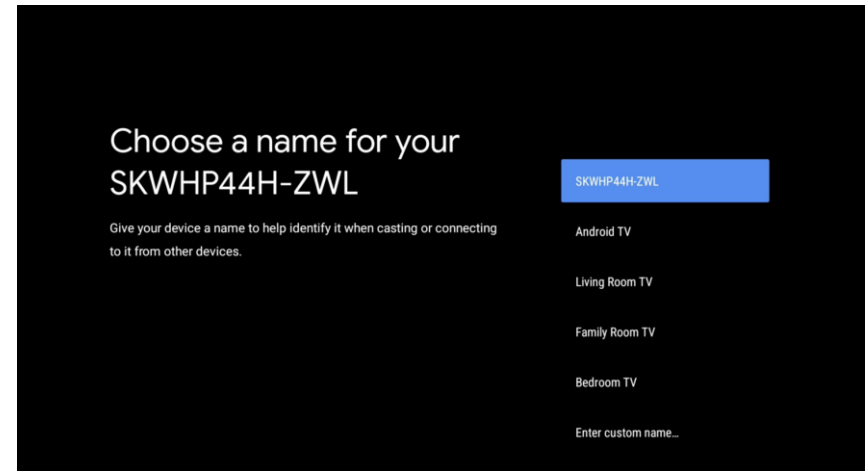 Choose a name for your
SKWHP44H-ZWL
Give your device a name to help identify it when casting or connecting
to it from other devices.
SKWHP44H-ZWL
Android TV
Living Room TV
Family Room TV
Bedroom TV
Enter custom name…